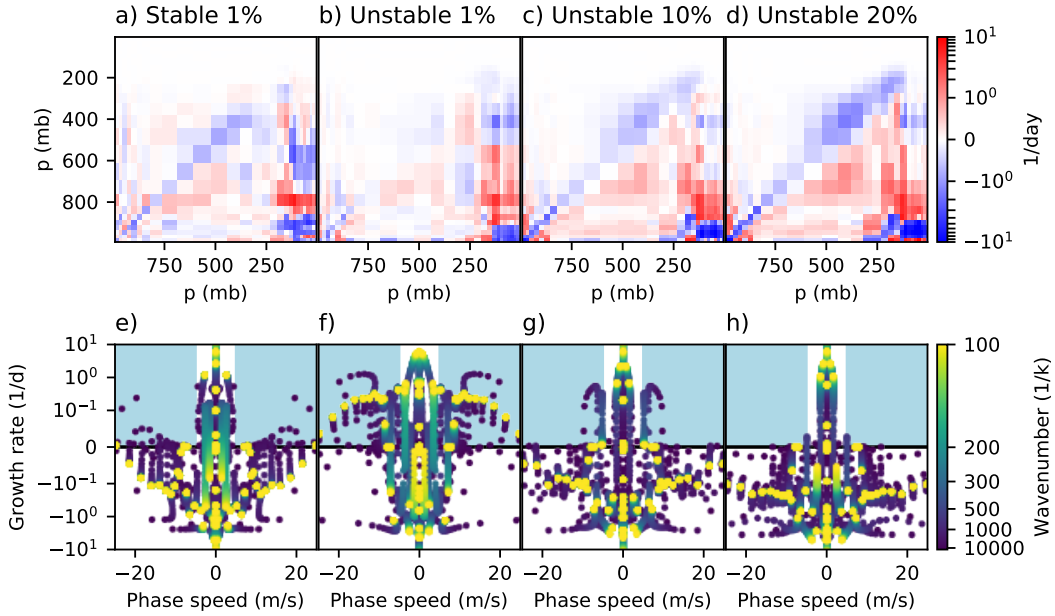 a) Stable 1%
b) Unstable 1%
c) Unstable 10%
d) Unstable 20%
p (mb)
200
400
600
800
750
500
250
p (mb)
750
500
250
p (mb)
750
500
250
p (mb)
750
500
250
p (mb)
10¹
10⁰
0
−10⁰
−10¹
1/day
e)
f)
g)
h)
Growth rate (1/d)
10¹
10⁰
10⁻¹
0
−10⁻¹
−10⁰
−10¹
−20
0
20
Phase speed (m/s)
−20
0
20
Phase speed (m/s)
−20
0
20
Phase speed (m/s)
−20
0
20
Phase speed (m/s)
100
200
300
500
1000
10000
Wavenumber (1/k)